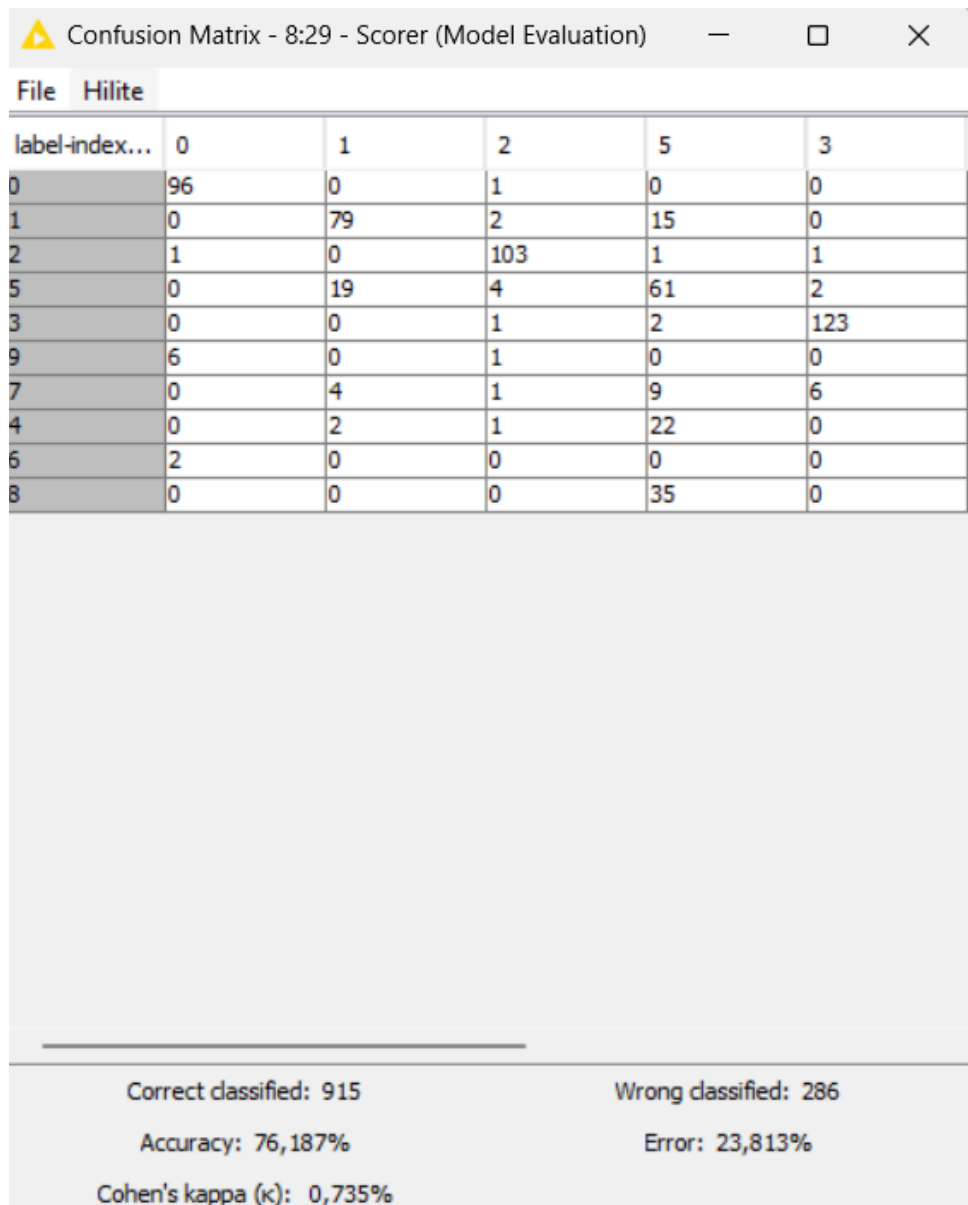 Confusion Matrix - 8:29 - Scorer (Model Evaluation)
File Hilite
label-index... 0 1 2 5 3
0 96 0 1 0 0
1 0 79 2 15 0
2 1 0 103 1 1
5 0 19 4 61 2
3 0 0 1 2 123
9 6 0 1 0 0
7 0 4 1 9 6
4 0 2 1 22 0
6 2 0 0 0 0
8 0 0 0 35 0
Correct classified: 915 Wrong classified: 286
Accuracy: 76,187% Error: 23,813%
Cohen's kappa (κ): 0,735%